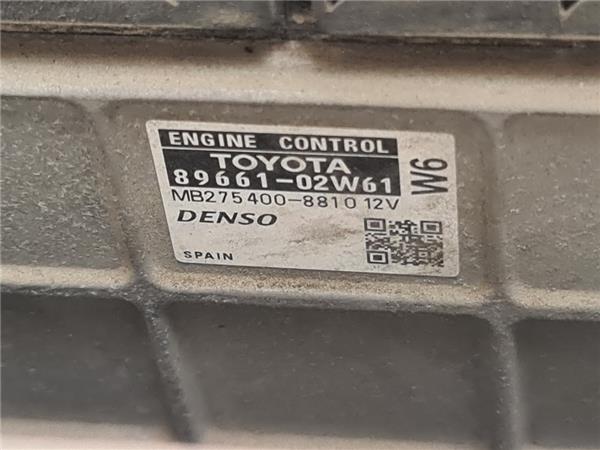 ENGINE CONTROL
TOYOTA
89661-02W61
W6
MB275400-8810 12V
DENSO
SPAIN